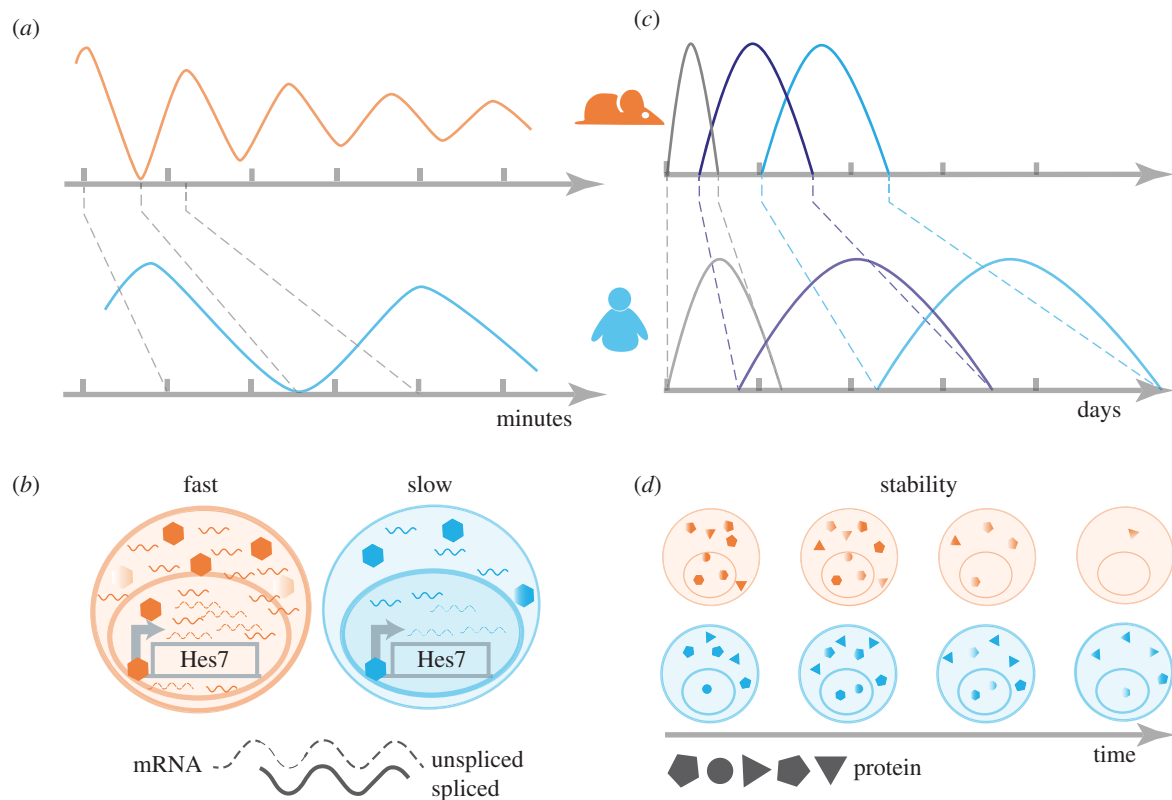 (a)
(c)
minutes
days
(b)
fast
slow
(d)
stability
Hes7
Hes7
time
mRNA
unspliced
spliced
protein